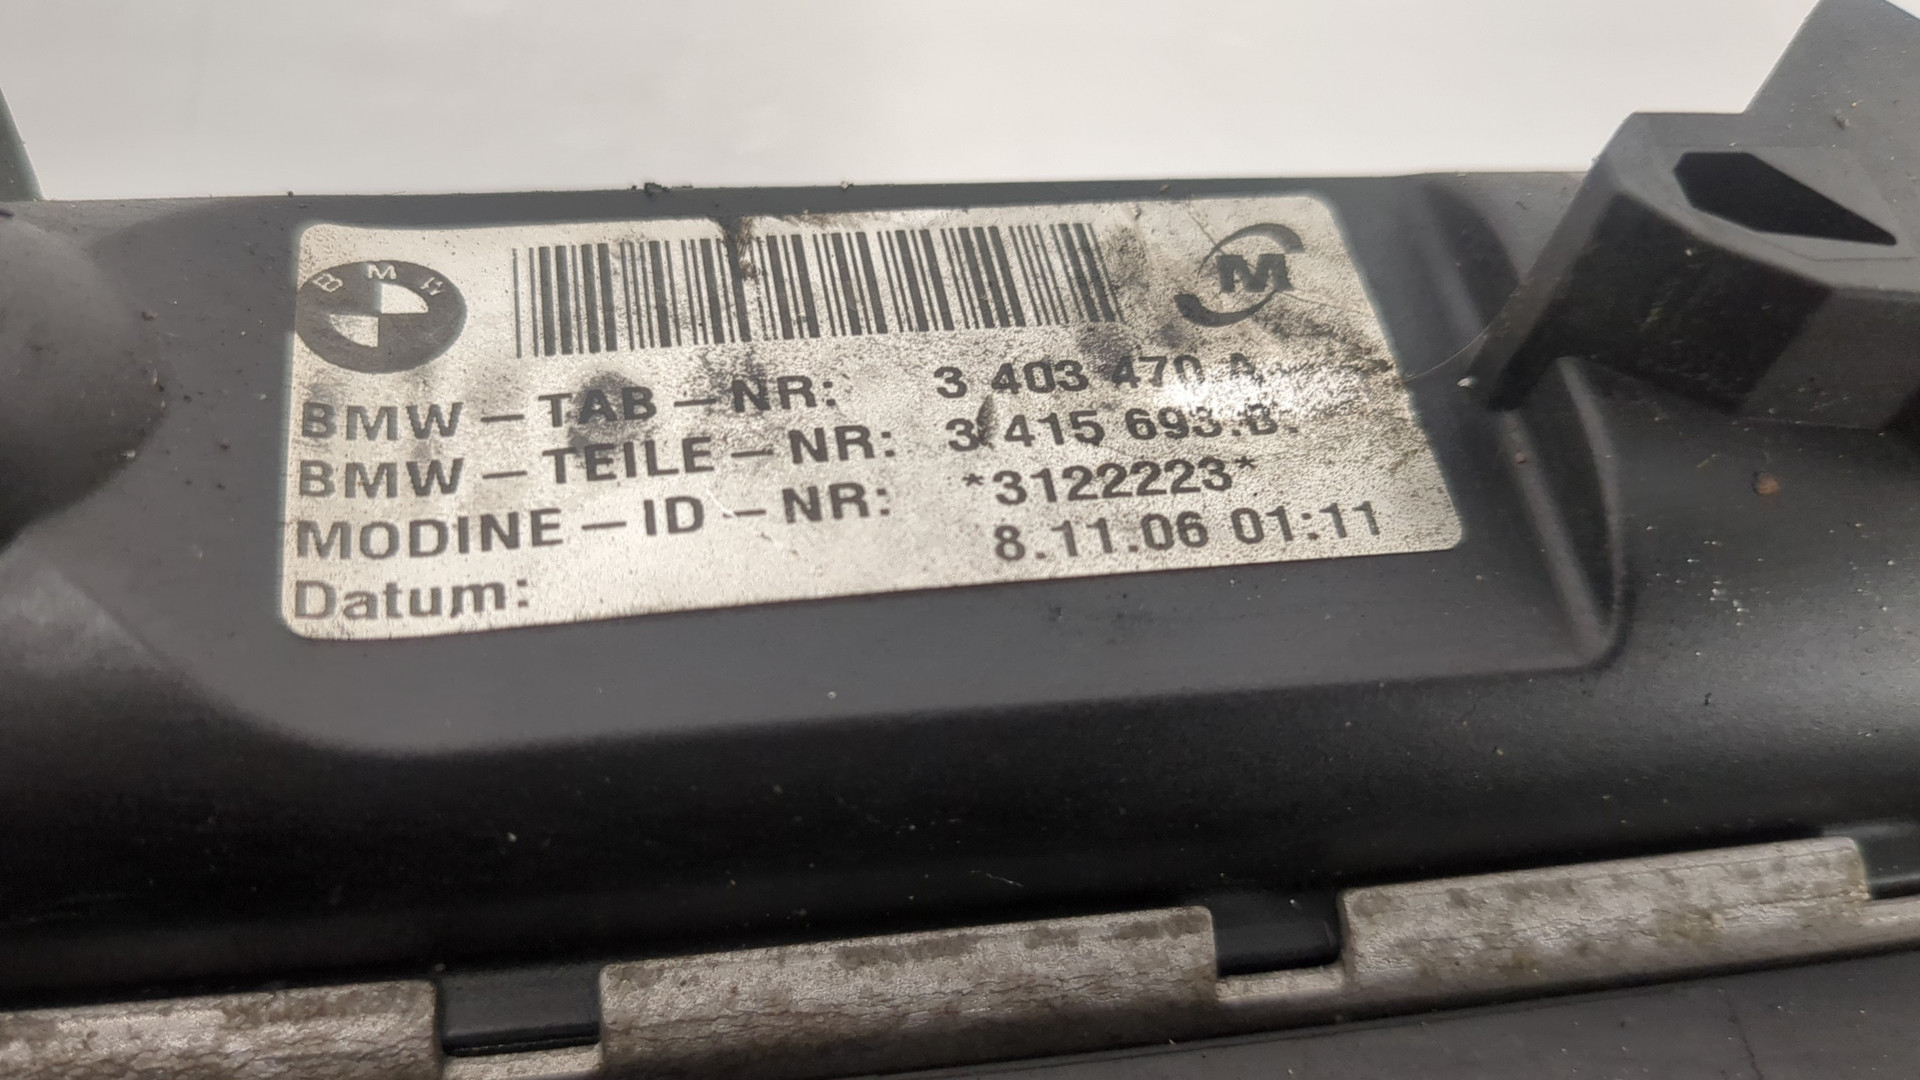 BMW
M
BMW-TAB-NR: 3 403 470 A
BMW-TEILE-NR: 3 415 693.B.
MODINE-ID-NR: *3122223*
Datum: 8.11.06 01:11